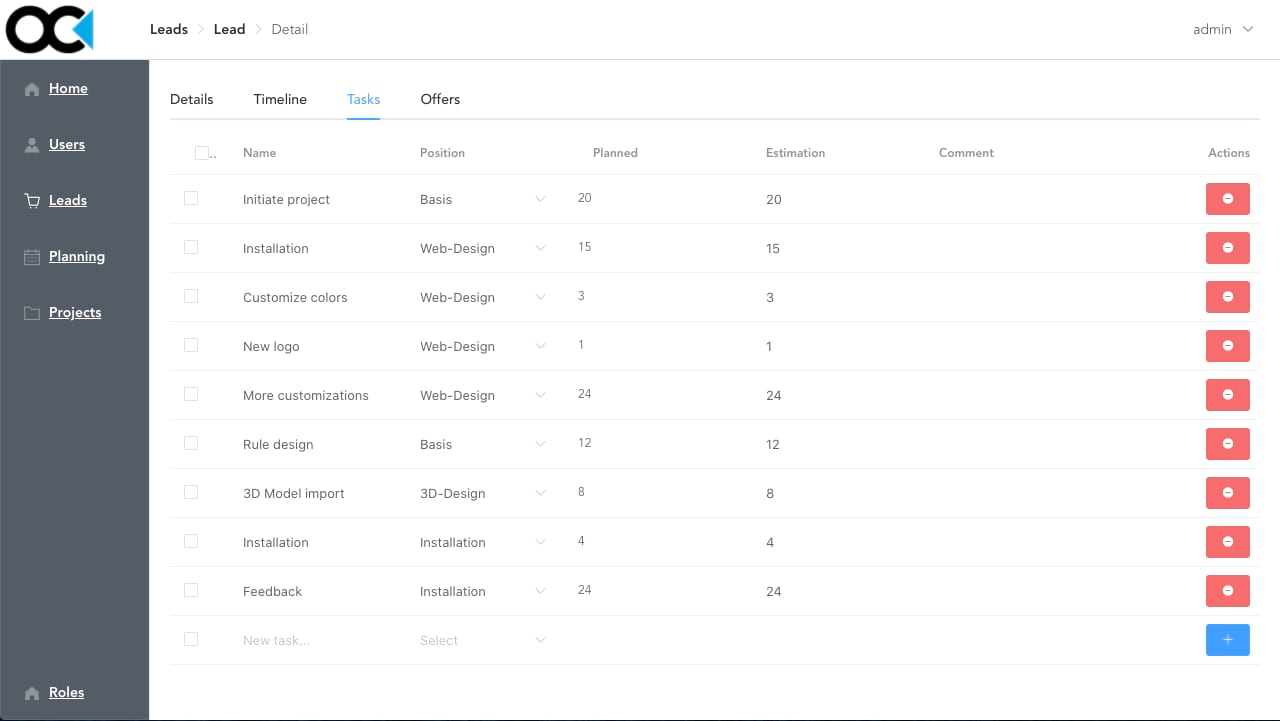 OC
Leads > Lead > Detail
admin
Home
Users
Leads
Planning
Projects
Roles
Details Timeline Tasks Offers
.. Name Position Planned Estimation Comment Actions
Initiate project Basis 20 20
Installation Web-Design 15 15
Customize colors Web-Design 3 3
New logo Web-Design 1 1
More customizations Web-Design 24 24
Rule design Basis 12 12
3D Model import 3D-Design 8 8
Installation Installation 4 4
Feedback Installation 24 24
New task... Select